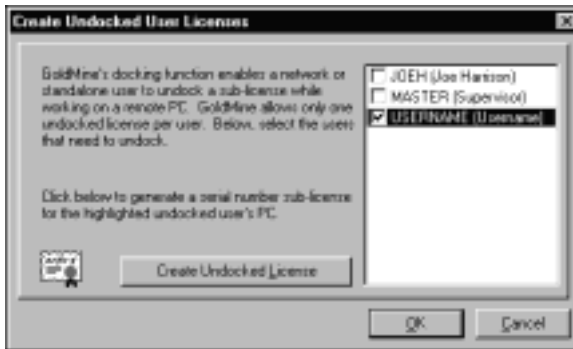 Create Undocked User Licenses
GoldMine's docking function enables a network or
standalone user to undock a sub-license while
working on a remote PC. GoldMine allows only one
undocked license per user. Below, select the users
that need to undock.
Click below to generate a serial number sub-license
for the highlighted undocked user's PC.
Create Undocked License
JOEH (Joe Harrison)
MASTER (Supervisor)
USERNAME (Username)
OK
Cancel